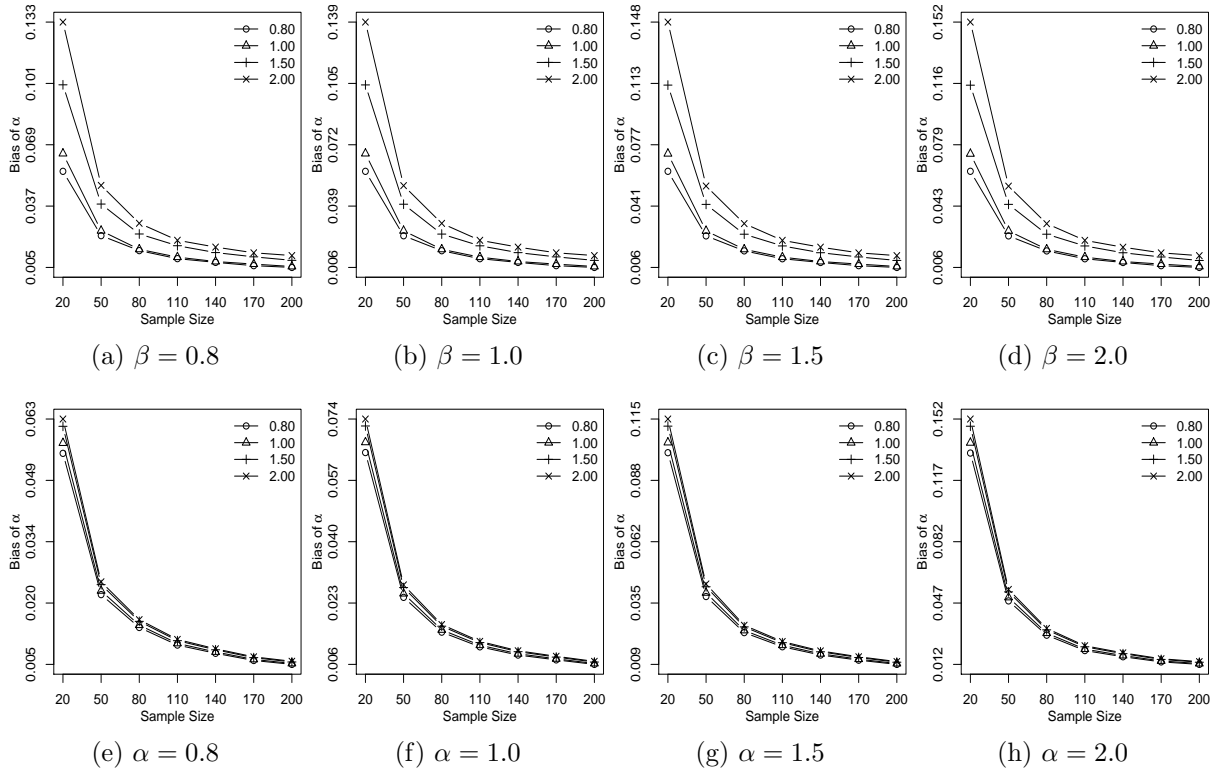 Bias of α
0.005 0.037 0.069 0.101 0.133
0.80
1.00
1.50
2.00
20 50 80 110 140 170 200
Sample Size
(a) β = 0.8
Bias of α
0.006 0.039 0.072 0.105 0.139
0.80
1.00
1.50
2.00
20 50 80 110 140 170 200
Sample Size
(b) β = 1.0
Bias of α
0.006 0.041 0.077 0.113 0.148
0.80
1.00
1.50
2.00
20 50 80 110 140 170 200
Sample Size
(c) β = 1.5
Bias of α
0.006 0.043 0.079 0.116 0.152
0.80
1.00
1.50
2.00
20 50 80 110 140 170 200
Sample Size
(d) β = 2.0
Bias of α
0.005 0.020 0.034 0.049 0.063
0.80
1.00
1.50
2.00
20 50 80 110 140 170 200
Sample Size
(e) α = 0.8
Bias of α
0.006 0.023 0.040 0.057 0.074
0.80
1.00
1.50
2.00
20 50 80 110 140 170 200
Sample Size
(f) α = 1.0
Bias of α
0.009 0.035 0.062 0.088 0.115
0.80
1.00
1.50
2.00
20 50 80 110 140 170 200
Sample Size
(g) α = 1.5
Bias of α
0.012 0.047 0.082 0.117 0.152
0.80
1.00
1.50
2.00
20 50 80 110 140 170 200
Sample Size
(h) α = 2.0